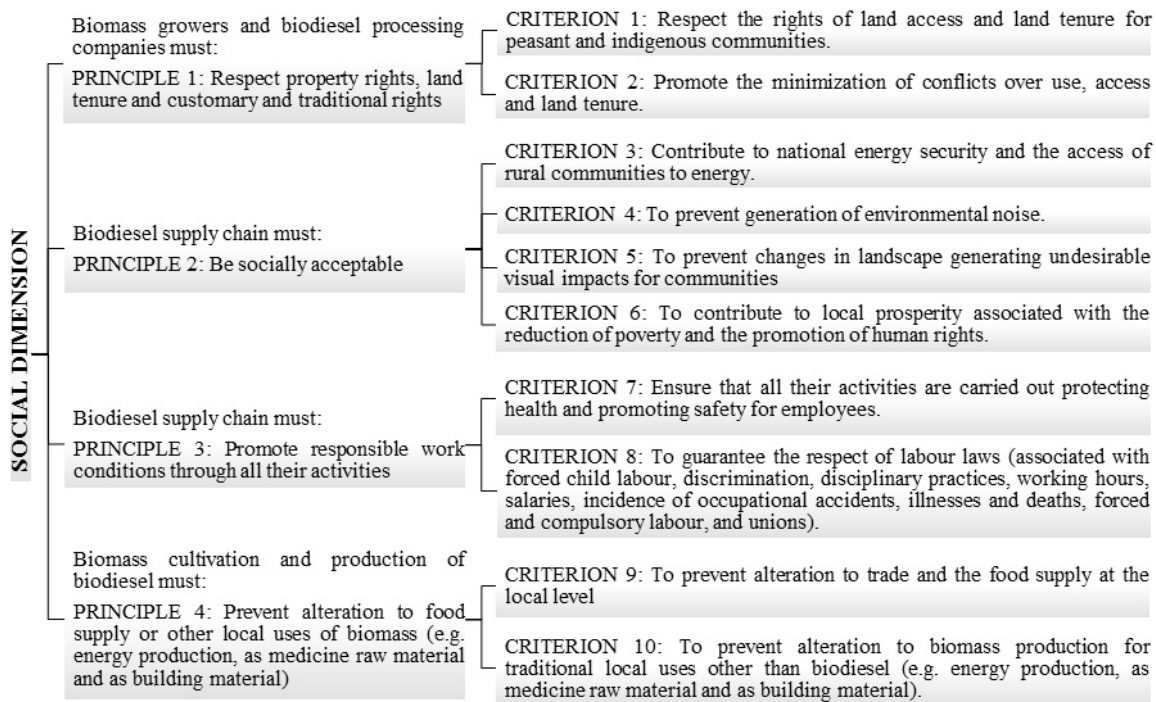 SOCIAL DIMENSION
Biomass growers and biodiesel processing
companies must:
PRINCIPLE 1: Respect property rights, land
tenure and customary and traditional rights
CRITERION 1: Respect the rights of land access and land tenure for
peasant and indigenous communities.
CRITERION 2: Promote the minimization of conflicts over use, access
and land tenure.
Biodiesel supply chain must:
PRINCIPLE 2: Be socially acceptable
CRITERION 3: Contribute to national energy security and the access of
rural communities to energy.
CRITERION 4: To prevent generation of environmental noise.
CRITERION 5: To prevent changes in landscape generating undesirable
visual impacts for communities
CRITERION 6: To contribute to local prosperity associated with the
reduction of poverty and the promotion of human rights.
Biodiesel supply chain must:
PRINCIPLE 3: Promote responsible work
conditions through all their activities
CRITERION 7: Ensure that all their activities are carried out protecting
health and promoting safety for employees.
CRITERION 8: To guarantee the respect of labour laws (associated with
forced child labour, discrimination, disciplinary practices, working hours,
salaries, incidence of occupational accidents, illnesses and deaths, forced
and compulsory labour, and unions).
Biomass cultivation and production of
biodiesel must:
PRINCIPLE 4: Prevent alteration to food
supply or other local uses of biomass (e.g.
energy production, as medicine raw material
and as building material)
CRITERION 9: To prevent alteration to trade and the food supply at the
local level
CRITERION 10: To prevent alteration to biomass production for
traditional local uses other than biodiesel (e.g. energy production, as
medicine raw material and as building material).